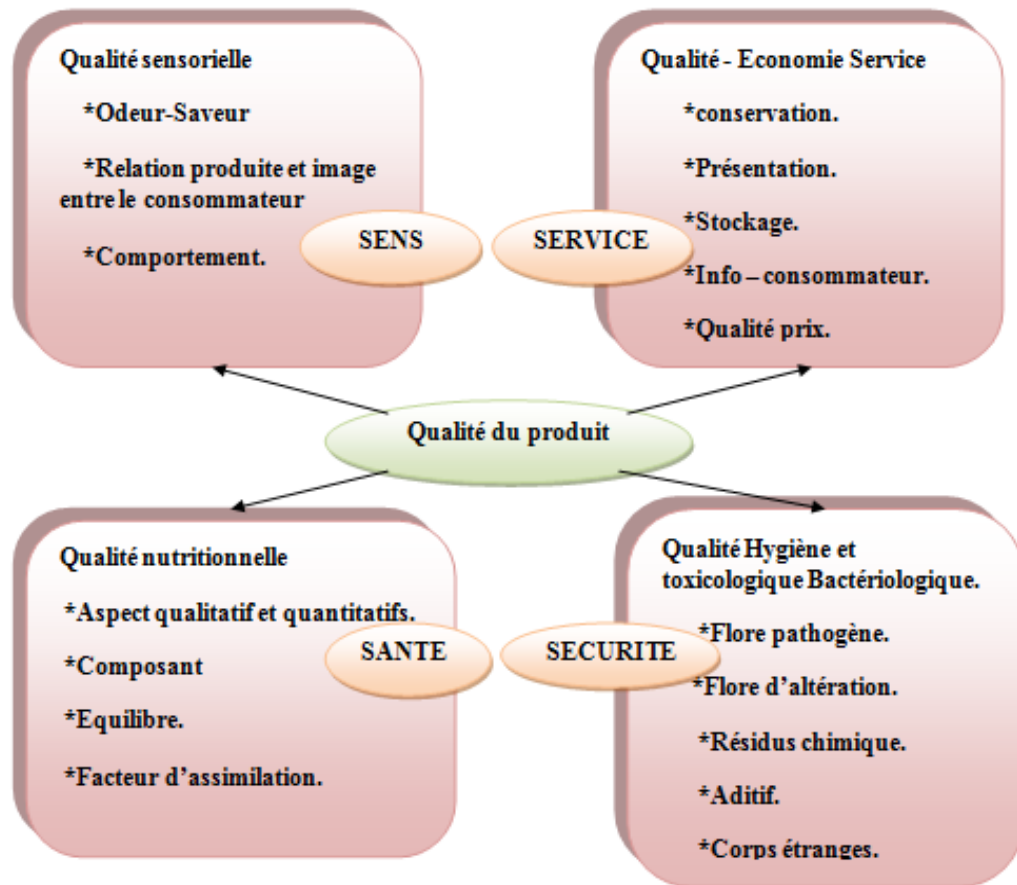 Qualité sensorielle
*Odeur-Saveur
*Relation produite et image
entre le consommateur
*Comportement.
SENS
Qualité - Economie Service
*conservation.
*Présentation.
*Stockage.
*Info – consommateur.
*Qualité prix.
SERVICE
Qualité du produit
Qualité nutritionnelle
*Aspect qualitatif et quantitatifs.
*Composant
*Equilibre.
*Facteur d’assimilation.
SANTE
Qualité Hygiène et
toxicologique Bactériologique.
*Flore pathogène.
*Flore d’altération.
*Résidus chimique.
*Aditif.
*Corps étranges.
SECURITE